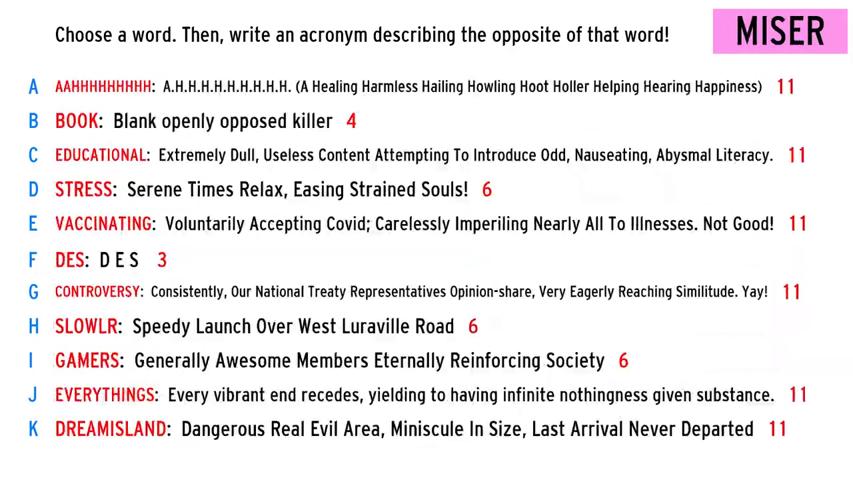 Choose a word. Then, write an acronym describing the opposite of that word!
MISER
A AAHHHHHHHHH: A.H.H.H.H.H.H.H.H.H. (A Healing Harmless Hailing Howling Hoot Holler Helping Hearing Happiness) 11
B BOOK: Blank openly opposed killer 4
C EDUCATIONAL: Extremely Dull, Useless Content Attempting To Introduce Odd, Nauseating, Abysmal Literacy. 11
D STRESS: Serene Times Relax, Easing Strained Souls! 6
E VACCINATING: Voluntarily Accepting Covid; Carelessly Imperiling Nearly All To Illnesses. Not Good! 11
F DES: D E S 3
G CONTROVERSY: Consistently, Our National Treaty Representatives Opinion-share, Very Eagerly Reaching Similitude. Yay! 11
H SLOWLR: Speedy Launch Over West Luraville Road 6
I GAMERS: Generally Awesome Members Eternally Reinforcing Society 6
J EVERYTHINGS: Every vibrant end recedes, yielding to having infinite nothingness given substance. 11
K DREAMISLAND: Dangerous Real Evil Area, Miniscule In Size, Last Arrival Never Departed 11